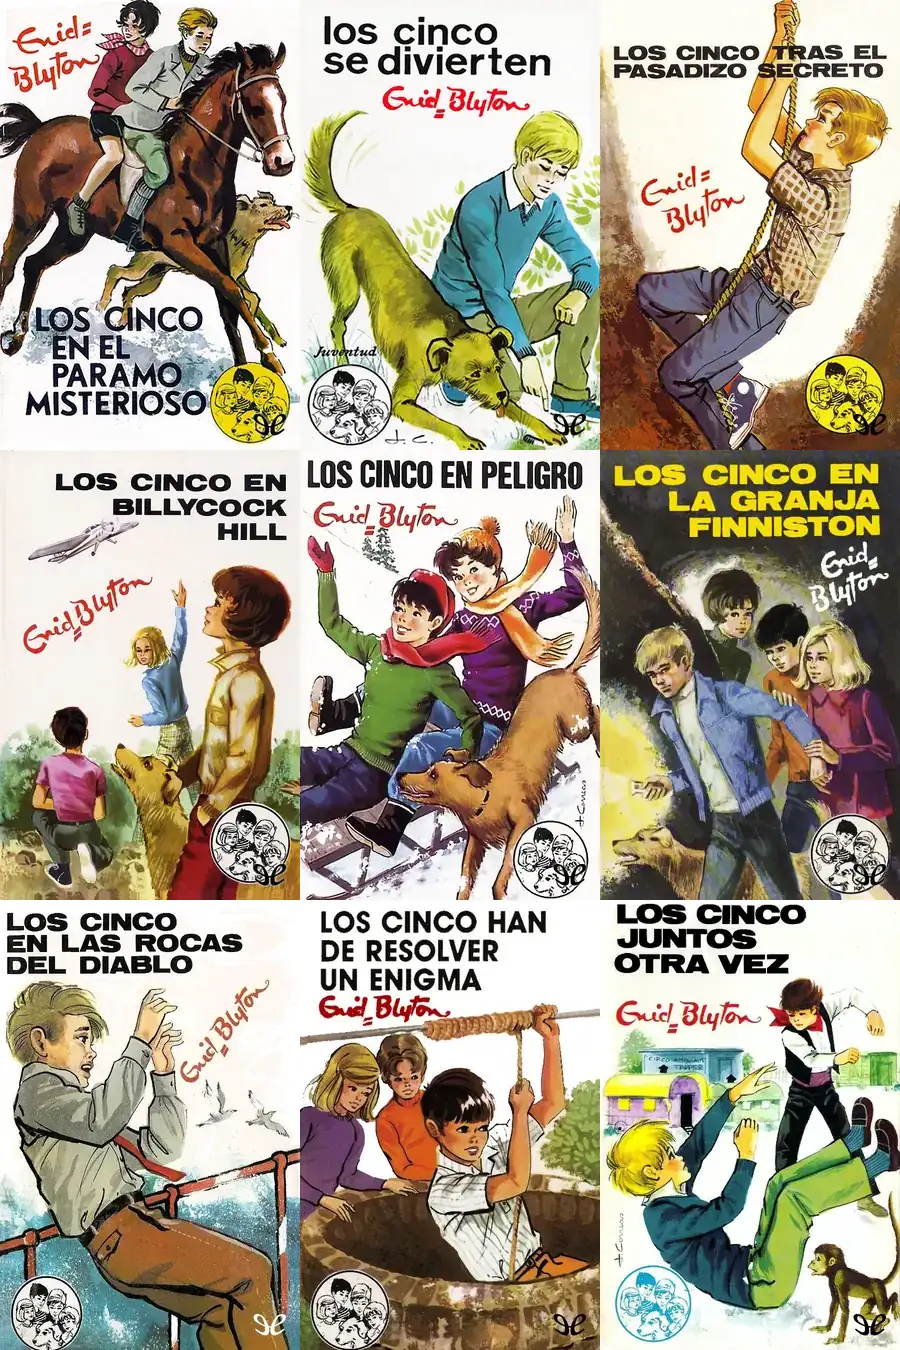 Enid
Blyton
LOS CINCO
EN EL
PARAMO
MISTERIOSO
los cinco
se divierten
Enid Blyton
Juventud
J. C.
LOS CINCO TRAS EL
PASADIZO SECRETO
Enid
Blyton
LOS CINCO EN
BILLYCOCK
HILL
Enid Blyton
LOS CINCO EN PELIGRO
Enid Blyton
J. Correas
LOS CINCO EN
LA GRANJA
FINNISTON
Enid
Blyton
LOS CINCO
EN LAS ROCAS
DEL DIABLO
Enid Blyton
LOS CINCO HAN
DE RESOLVER
UN ENIGMA
Enid Blyton
LOS CINCO
JUNTOS
OTRA VEZ
Enid Blyton
TAPPER
J. Correas